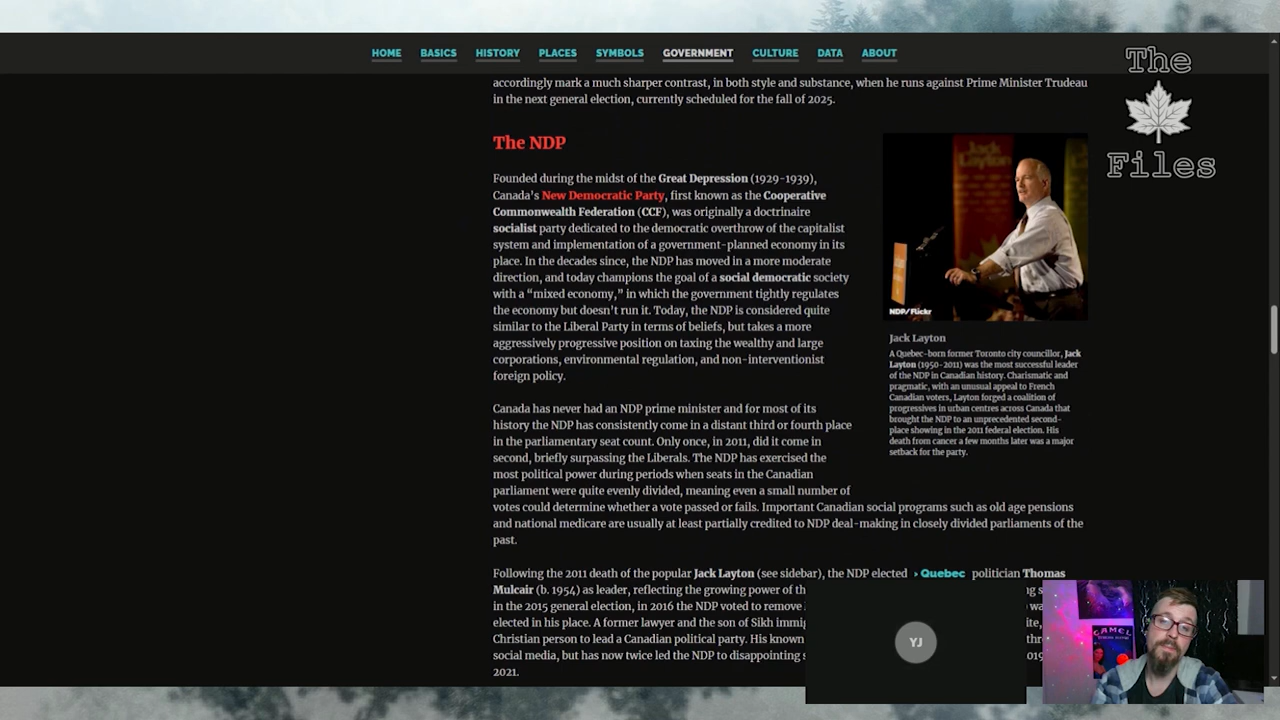 HOME BASICS HISTORY PLACES SYMBOLS GOVERNMENT CULTURE DATA ABOUT
The
Files
accordingly mark a much sharper contrast, in both style and substance, when he runs against Prime Minister Trudeau
in the next general election, currently scheduled for the fall of 2025.
The NDP
Founded during the midst of the Great Depression (1929-1939),
Canada's New Democratic Party, first known as the Cooperative
Commonwealth Federation (CCF), was originally a doctrinaire
socialist party dedicated to the democratic overthrow of the capitalist
system and implementation of a government-planned economy in its
place. In the decades since, the NDP has moved in a more moderate
direction, and today champions the goal of a social democratic society
with a “mixed economy,” in which the government tightly regulates
the economy but doesn't run it. Today, the NDP is considered quite
similar to the Liberal Party in terms of beliefs, but takes a more
aggressively progressive position on taxing the wealthy and large
corporations, environmental regulation, and non-interventionist
foreign policy.
Jack
Layton
NDP/Flickr
Jack Layton
A Quebec-born former Toronto city councillor, Jack
Layton (1950-2011) was the most successful leader
of the NDP in Canadian history. Charismatic and
pragmatic, with an unusual appeal to French
Canadian voters, Layton forged a coalition of
progressives in urban centres across Canada that
brought the NDP to an unprecedented second-
place showing in the 2011 federal election. His
death from cancer a few months later was a major
setback for the party.
Canada has never had an NDP prime minister and for most of its
history the NDP has consistently come in a distant third or fourth place
in the parliamentary seat count. Only once, in 2011, did it come in
second, briefly surpassing the Liberals. The NDP has exercised the
most political power during periods when seats in the Canadian
parliament were quite evenly divided, meaning even a small number of
votes could determine whether a vote passed or fails. Important Canadian social programs such as old age pensions
and national medicare are usually at least partially credited to NDP deal-making in closely divided parliaments of the
past.
Following the 2011 death of the popular Jack Layton (see sidebar), the NDP elected › Quebec politician Thomas
Mulcair (b. 1954) as leader, reflecting the growing power of
in the 2015 general election, in 2016 the NDP voted to remove
elected in his place. A former lawyer and the son of Sikh
Christian person to lead a Canadian political party. His known
social media, but has now twice led the NDP to disappointing
2021.
YJ
CAMEL